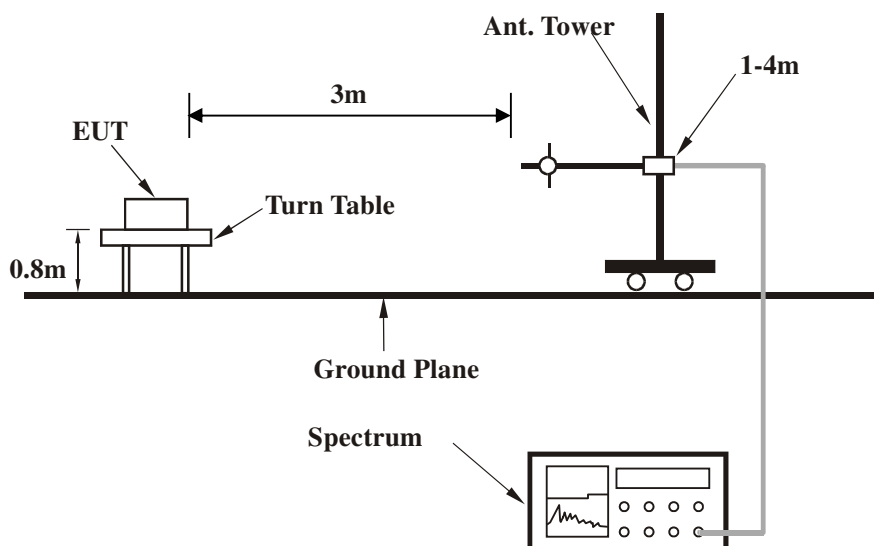 Ant. Tower
1-4m
3m
EUT
Turn Table
0.8m
Ground Plane
Spectrum